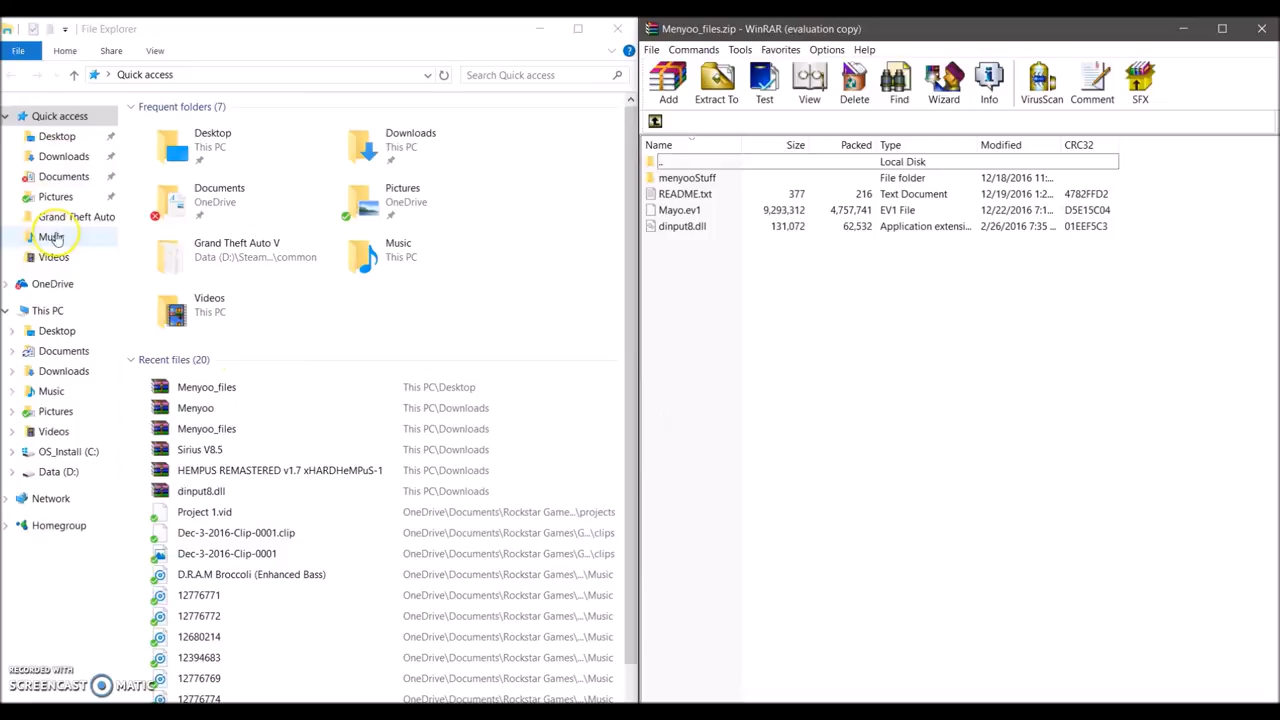 File Explorer
File Home Share View
Quick access
Search Quick access
Quick access
Desktop
Downloads
Documents
Pictures
Grand Theft Auto
Music
Videos
OneDrive
This PC
Desktop
Documents
Downloads
Music
Pictures
Videos
OS_Install (C:)
Data (D:)
Network
Homegroup
RECORDED WITH
SCREENCAST MATIC
Frequent folders (7)
Desktop
This PC
Downloads
This PC
Documents
OneDrive
Pictures
OneDrive
Grand Theft Auto V
Data (D:)\Steam...\common
Music
This PC
Videos
This PC
Recent files (20)
Menyoo_files This PC\Desktop
Menyoo This PC\Downloads
Menyoo_files This PC\Downloads
Sirius V8.5 This PC\Downloads
HEMPUS REMASTERED v1.7 xHARDHeMPuS-1 This PC\Downloads
dinput8.dll This PC\Downloads
Project 1.vid OneDrive\Documents\Rockstar Game...\projects
Dec-3-2016-Clip-0001.clip OneDrive\Documents\Rockstar Games\G...\clips
Dec-3-2016-Clip-0001 OneDrive\Documents\Rockstar Games\G...\clips
D.R.A.M Broccoli (Enhanced Bass) OneDrive\Documents\Rockstar Games\...\Music
12776771 OneDrive\Documents\Rockstar Games\...\Music
12776772 OneDrive\Documents\Rockstar Games\...\Music
12680214 OneDrive\Documents\Rockstar Games\...\Music
12394683 OneDrive\Documents\Rockstar Games\...\Music
12776769 OneDrive\Documents\Rockstar Games\...\Music
12776774 OneDrive\Documents\Rockstar Games\...\Music
Menyoo_files.zip - WinRAR (evaluation copy)
File Commands Tools Favorites Options Help
Add Extract To Test View Delete Find Wizard Info VirusScan Comment SFX
Name Size Packed Type Modified CRC32
.. Local Disk
menyooStuff File folder 12/18/2016 11:...
README.txt 377 216 Text Document 12/19/2016 1:2... 4782FFD2
Mayo.ev1 9,293,312 4,757,741 EV1 File 12/22/2016 7:1... D5E15C04
dinput8.dll 131,072 62,532 Application extensi... 2/26/2016 7:35 ... 01EEF5C3